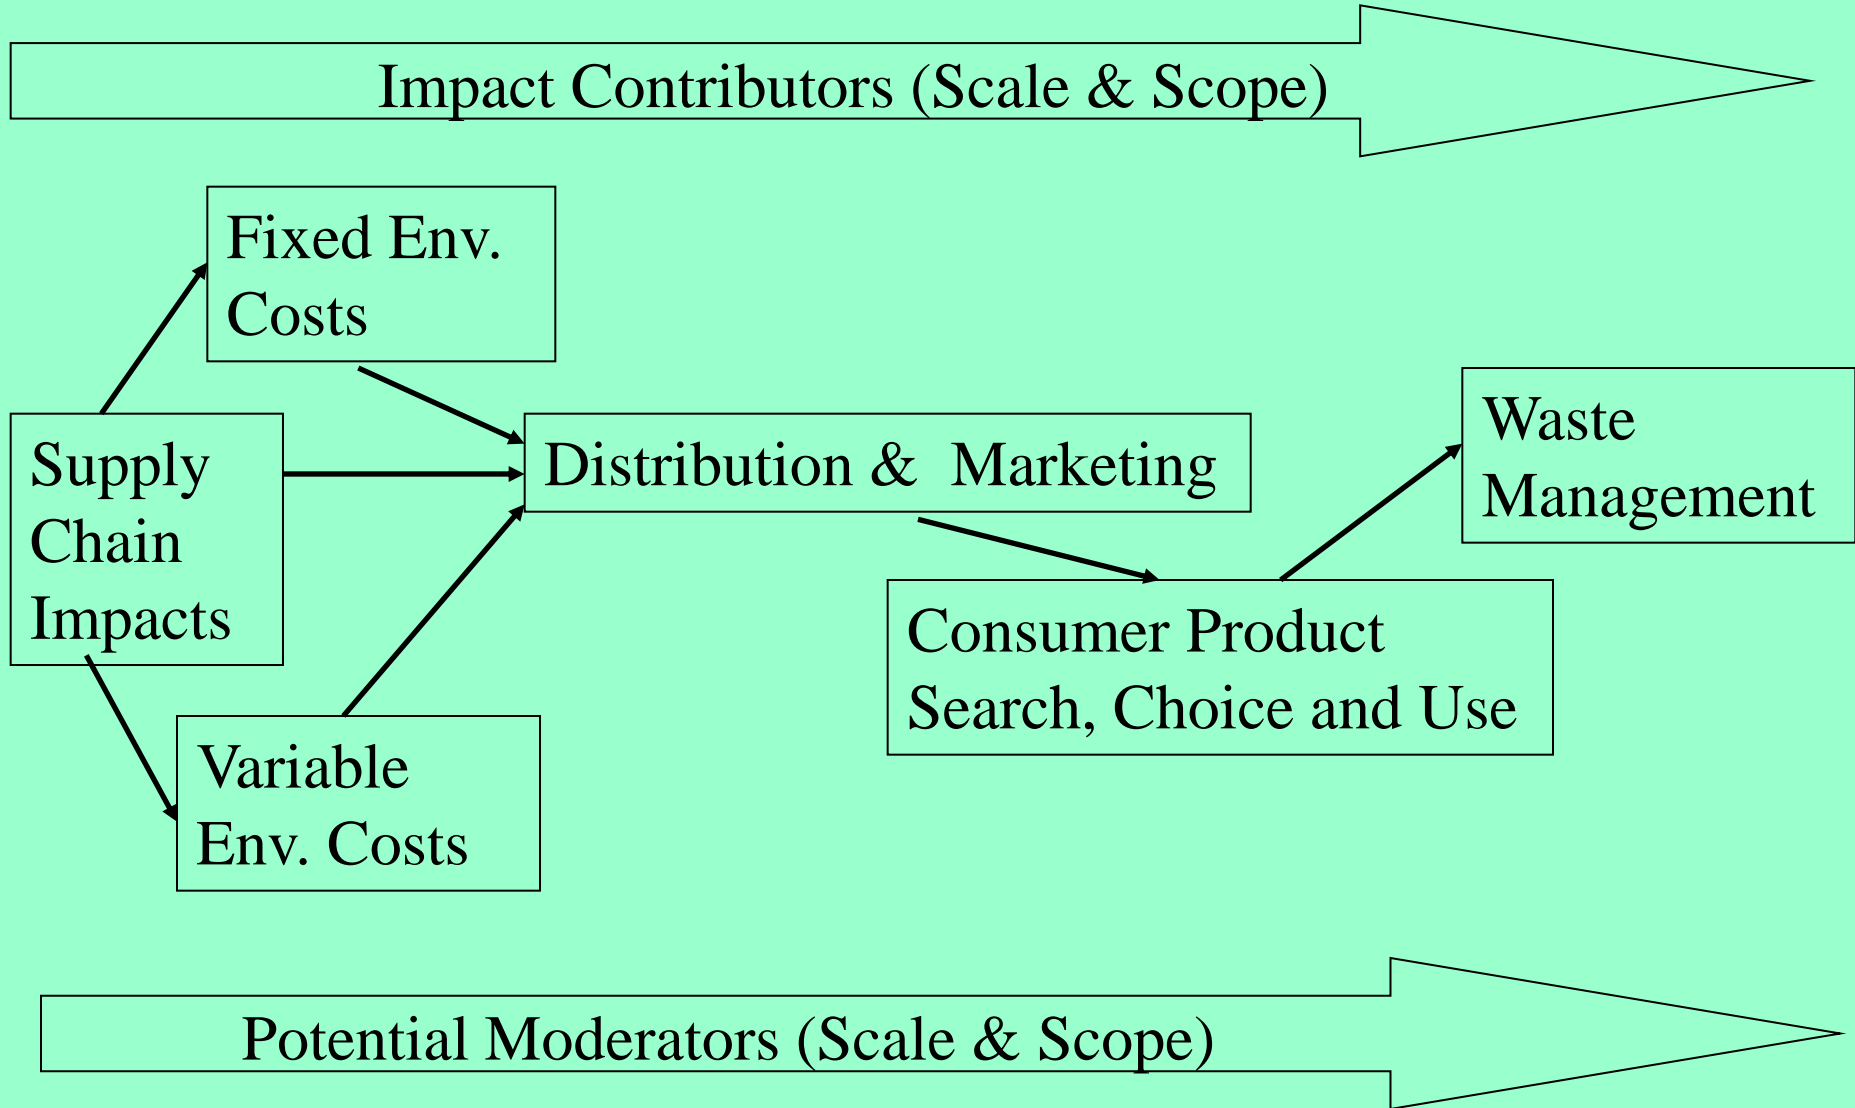 Impact Contributors (Scale & Scope)
Fixed Env.
Costs
Supply
Chain
Impacts
Distribution &  Marketing
Waste
Management
Consumer Product
Search, Choice and Use
Variable
Env. Costs
Potential Moderators (Scale & Scope)